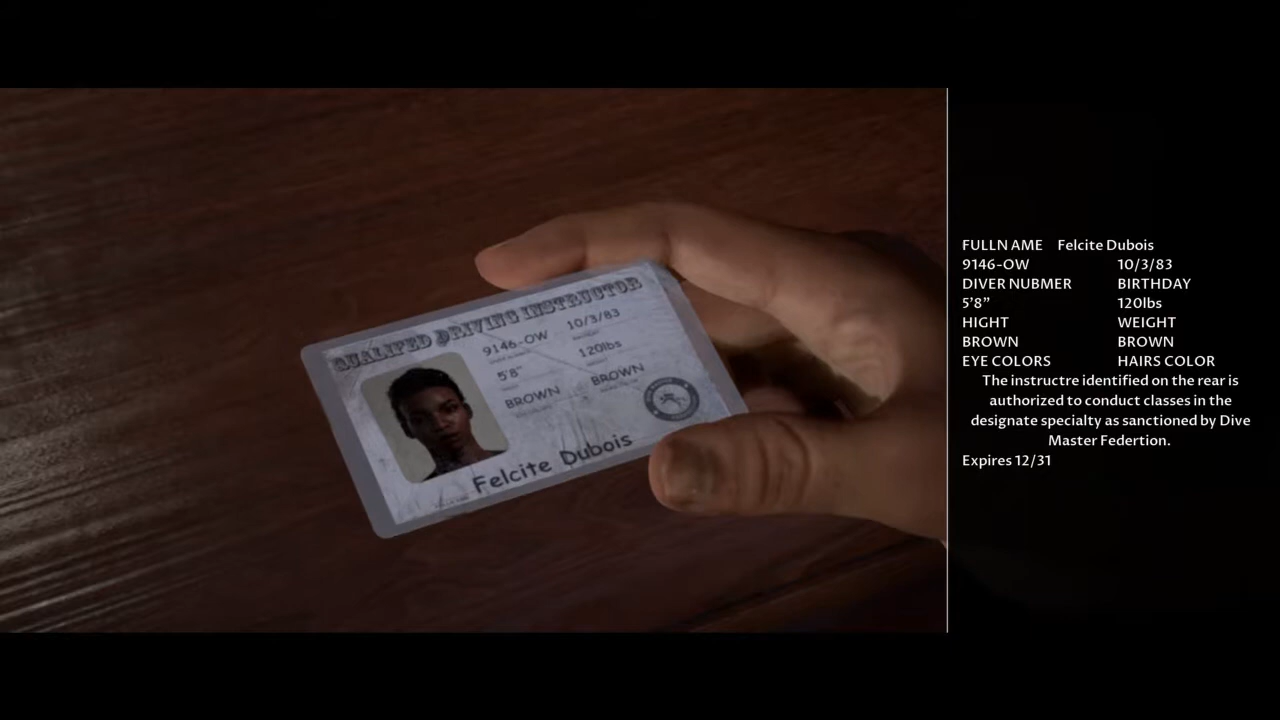 QUALIFED DRIVING INSTRUCTOR
9146-OW 10/3/83
5'8" 120lbs
BROWN BROWN
Felcite Dubois
FULLN AME Felcite Dubois
9146-OW 10/3/83
DIVER NUBMER BIRTHDAY
5'8” 120lbs
HIGHT WEIGHT
BROWN BROWN
EYE COLORS HAIRS COLOR
The instructre identified on the rear is
authorized to conduct classes in the
designate specialty as sanctioned by Dive
Master Federtion.
Expires 12/31